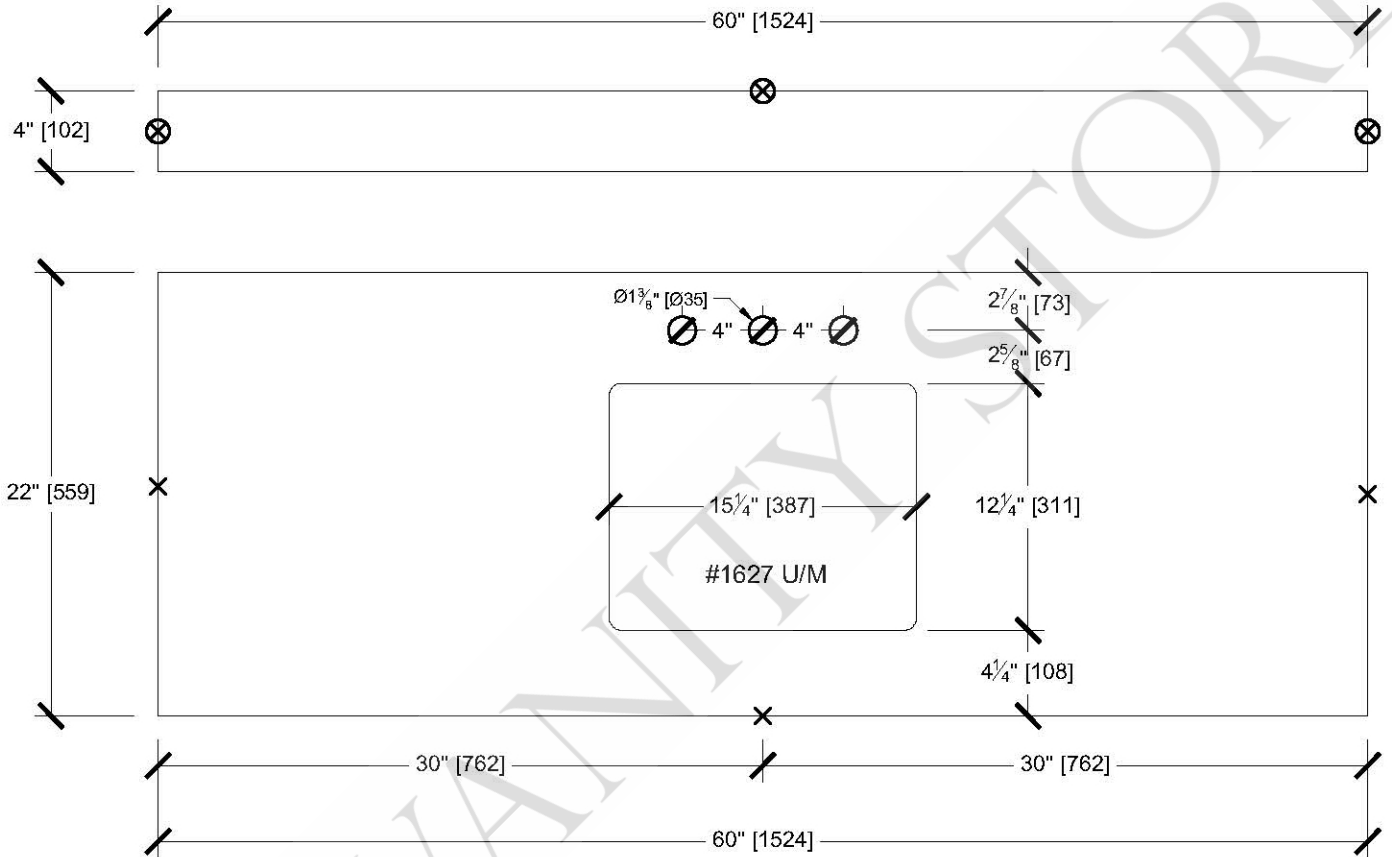 60" [1524]
4" [102]
Ø1⅜" [Ø35]
2⅞" [73]
4" 4"
2⅝" [67]
22" [559]
15¼" [387]
12¼" [311]
#1627 U/M
4¼" [108]
30" [762] 30" [762]
60" [1524]
VANITY STORE